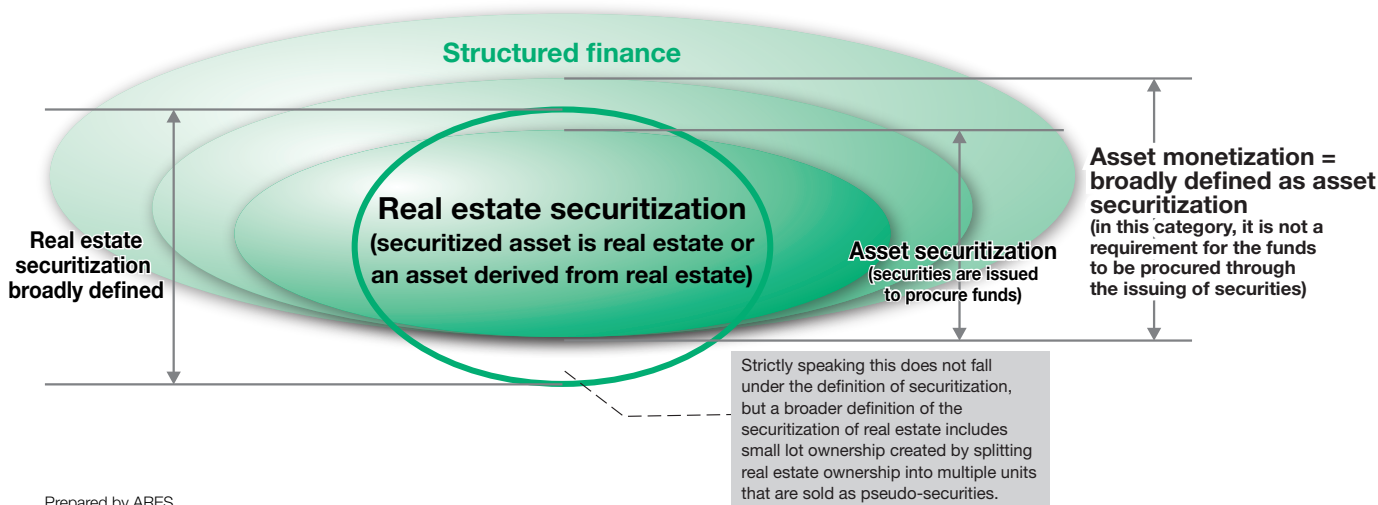 Structured finance
Real estate securitization
(securitized asset is real estate or
an asset derived from real estate)
Real estate
securitization
broadly defined
Asset securitization
(securities are issued
to procure funds)
Asset monetization =
broadly defined as asset
securitization
(in this category, it is not a
requirement for the funds
to be procured through
the issuing of securities)
Strictly speaking this does not fall
under the definition of securitization,
but a broader definition of the
securitization of real estate includes
small lot ownership created by splitting
real estate ownership into multiple units
that are sold as pseudo-securities.
Prepared by ARES